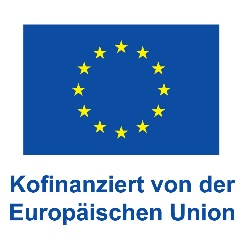 Kofinanziert von der
Europäischen Union